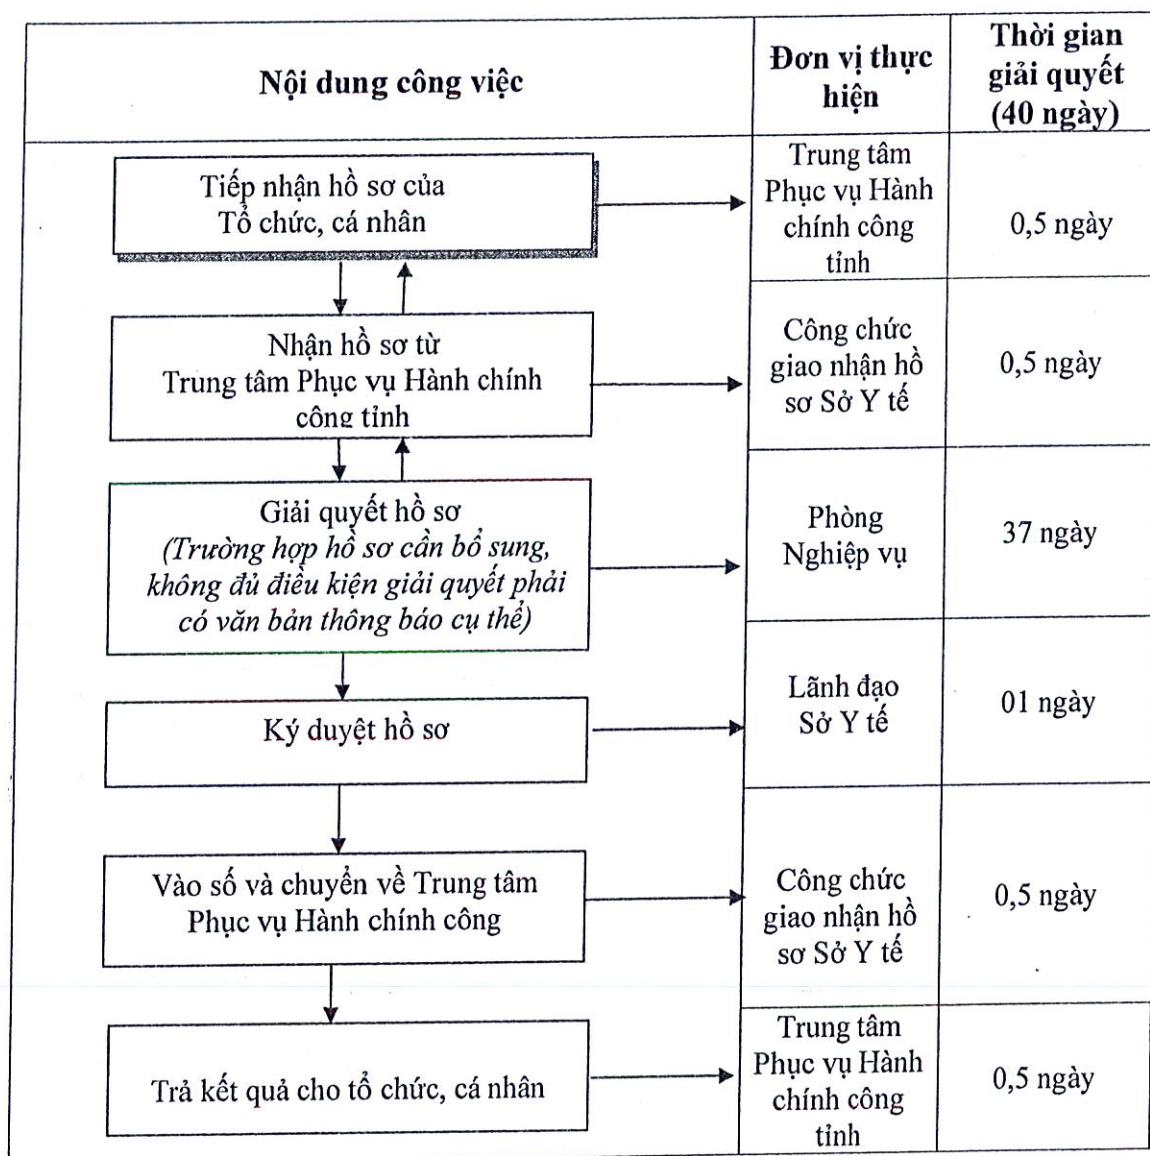 Nội dung công việc
Đơn vị thực
hiện
Thời gian
giải quyết
(40 ngày)
Tiếp nhận hồ sơ của
Tổ chức, cá nhân
Trung tâm
Phục vụ Hành
chính công
tỉnh
0,5 ngày
Nhận hồ sơ từ
Trung tâm Phục vụ Hành chính
công tỉnh
Công chức
giao nhận hồ
sơ Sở Y tế
0,5 ngày
Giải quyết hồ sơ
(Trường hợp hồ sơ cần bổ sung,
không đủ điều kiện giải quyết phải
có văn bản thông báo cụ thể)
Phòng
Nghiệp vụ
37 ngày
Ký duyệt hồ sơ
Lãnh đạo
Sở Y tế
01 ngày
Vào số và chuyển về Trung tâm
Phục vụ Hành chính công
Công chức
giao nhận hồ
sơ Sở Y tế
0,5 ngày
Trả kết quả cho tổ chức, cá nhân
Trung tâm
Phục vụ Hành
chính công
tỉnh
0,5 ngày